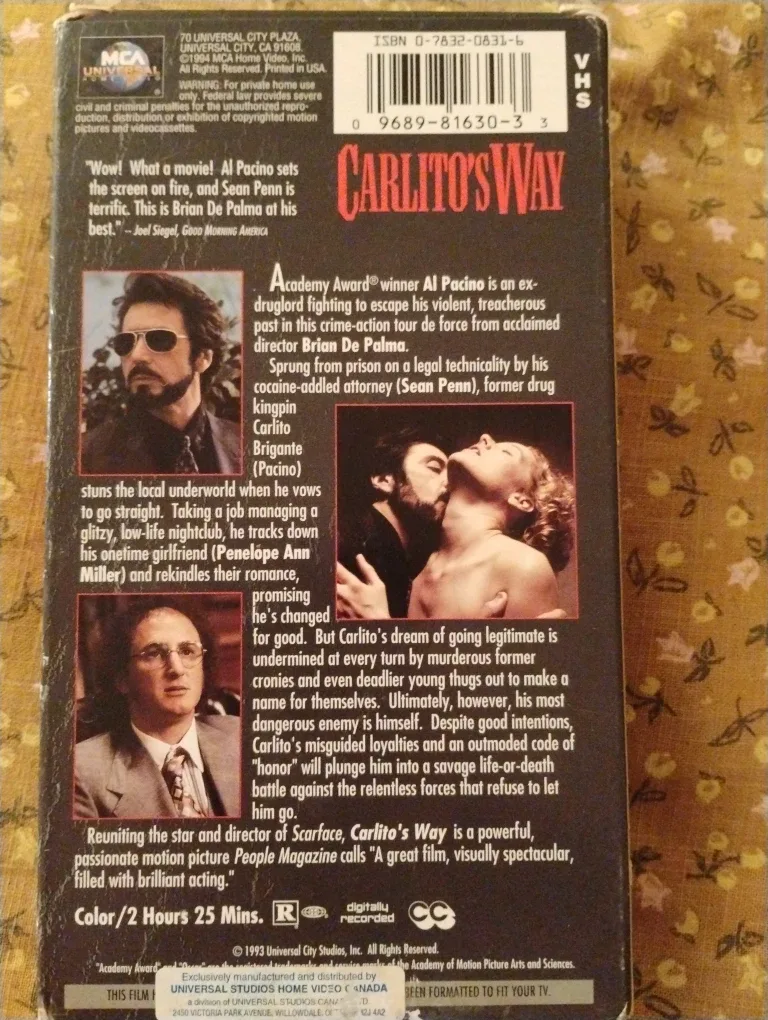 MCA
UNIVERSAL
70 UNIVERSAL CITY PLAZA,
UNIVERSAL CITY, CA 91608.
©1994 MCA Home Video, Inc.
All Rights Reserved. Printed in USA.
WARNING: For private home use
only. Federal law provides severe
civil and criminal penalties for the unauthorized repro-
duction, distribution or exhibition of copyrighted motion
pictures and videocassettes.
ISBN 0-7832-0831-6
0 9689-81630-3 3
VHS
"Wow! What a movie! Al Pacino sets
the screen on fire, and Sean Penn is
terrific. This is Brian De Palma at his
best." -- Joel Siegel, GOOD MORNING AMERICA
CARLITO'S WAY
Academy Award® winner Al Pacino is an ex-
druglord fighting to escape his violent, treacherous
past in this crime-action tour de force from acclaimed
director Brian De Palma.
Sprung from prison on a legal technicality by his
cocaine-addled attorney (Sean Penn), former drug
kingpin
Carlito
Brigante
(Pacino)
stuns the local underworld when he vows
to go straight. Taking a job managing a
glitzy, low-life nightclub, he tracks down
his onetime girlfriend (Penelope Ann
Miller) and rekindles their romance,
promising
he's changed
for good. But Carlito's dream of going legitimate is
undermined at every turn by murderous former
cronies and even deadlier young thugs out to make a
name for themselves. Ultimately, however, his most
dangerous enemy is himself. Despite good intentions,
Carlito's misguided loyalties and an outmoded code of
"honor" will plunge him into a savage life-or-death
battle against the relentless forces that refuse to let
him go.
Reuniting the star and director of Scarface, Carlito's Way is a powerful,
passionate motion picture People Magazine calls "A great film, visually spectacular,
filled with brilliant acting."
Color/2 Hours 25 Mins. R digitally recorded CC
© 1993 Universal City Studios, Inc. All Rights Reserved.
"Academy Award" and "Oscar" are the registered trademarks and service marks of the Academy of Motion Picture Arts and Sciences.
THIS FILM BEEN FORMATTED TO FIT YOUR TV.
Exclusively manufactured and distributed by
UNIVERSAL STUDIOS HOME VIDEO CANADA
a division of UNIVERSAL STUDIOS CANADA LTD.
2450 VICTORIA PARK AVENUE, WILLOWDALE, 4A2